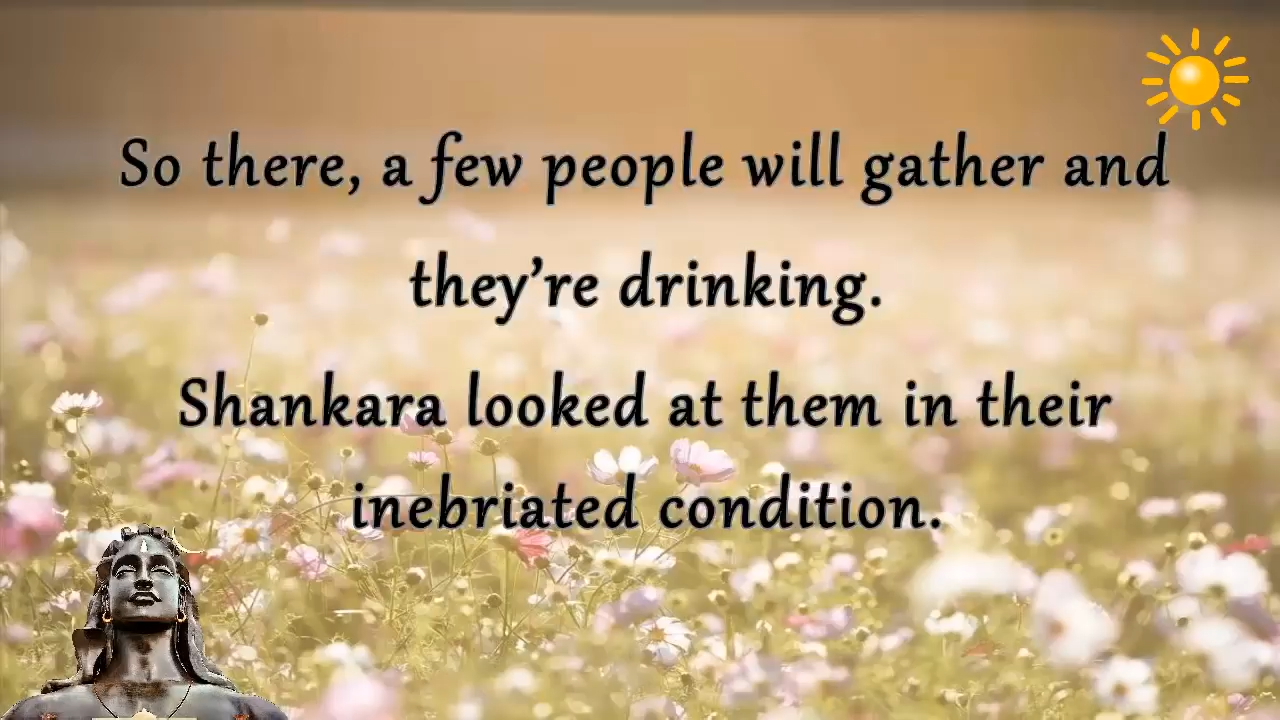 So there, a few people will gather and
they’re drinking.
Shankara looked at them in their
inebriated condition.